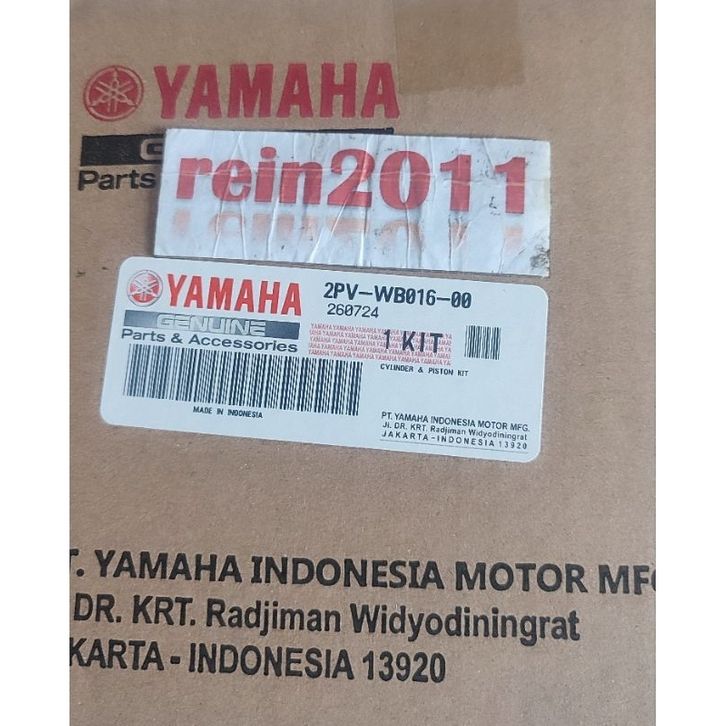 YAMAHA
Parts
rein2011
YAMAHA
GENUINE
Parts & Accessories
2PV-WB016-00
260724
1 KIT
CYLINDER & PISTON KIT
MADE IN INDONESIA
PT. YAMAHA INDONESIA MOTOR MFG.
Jl. DR. KRT. Radjiman Widyodiningrat
JAKARTA - INDONESIA 13920
T. YAMAHA INDONESIA MOTOR MFG
DR. KRT. Radjiman Widyodiningrat
KARTA - INDONESIA 13920